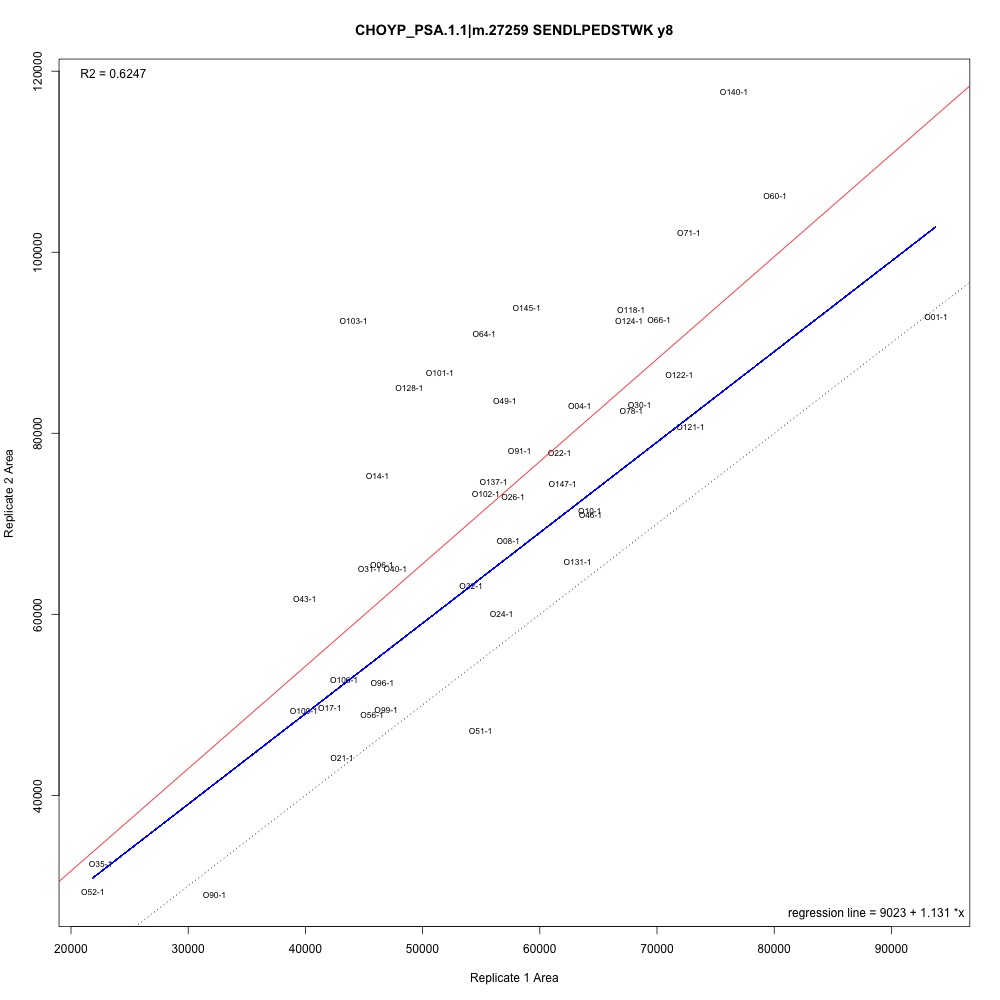 CHOYP_PSA.1.1|m.27259 SENDLPEDSTWK y8
R2 = 0.6247
120000
100000
80000
60000
40000
Replicate 2 Area
O140-1
O60-1
O71-1
O145-1
O118-1
O103-1
O124-1
O66-1
O01-1
O64-1
O101-1
O122-1
O128-1
O49-1
O04-1
O30-1
O78-1
O121-1
O91-1
O22-1
O14-1
O137-1
O147-1
O102-1
O26-1
O46-1
O08-1
O131-1
O31-1
O40-1
O43-1
O24-1
O96-1
O17-1
O99-1
O56-1
O51-1
O21-1
O35-1
O52-1
O90-1
regression line = 9023 + 1.131 *x
20000 30000 40000 50000 60000 70000 80000 90000
Replicate 1 Area